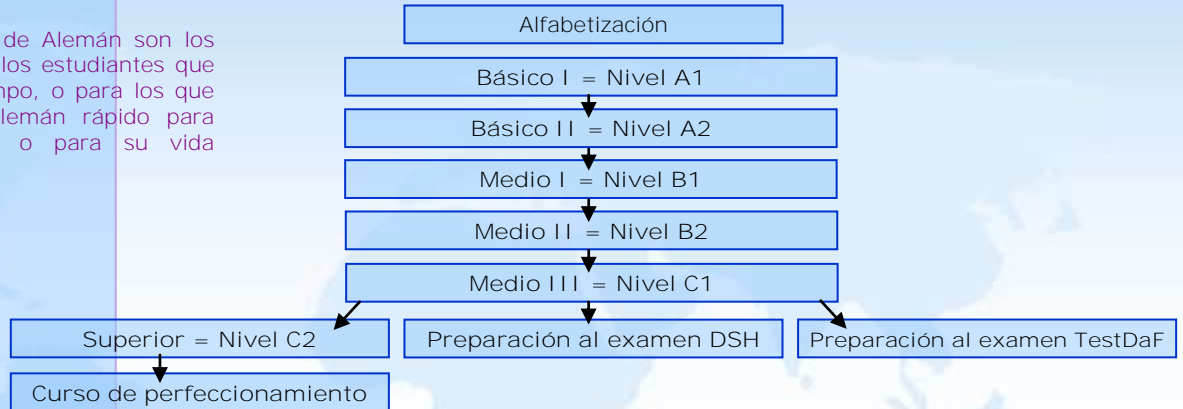 de Alemán son los
los estudiantes que
o para los que
rápido para
o para su vida
Alfabetización
Básico I = Nivel A1
Básico II = Nivel A2
Medio I = Nivel B1
Medio II = Nivel B2
Medio III = Nivel C1
Superior = Nivel C2
Preparación al examen DSH
Preparación al examen TestDaF
Curso de perfeccionamiento